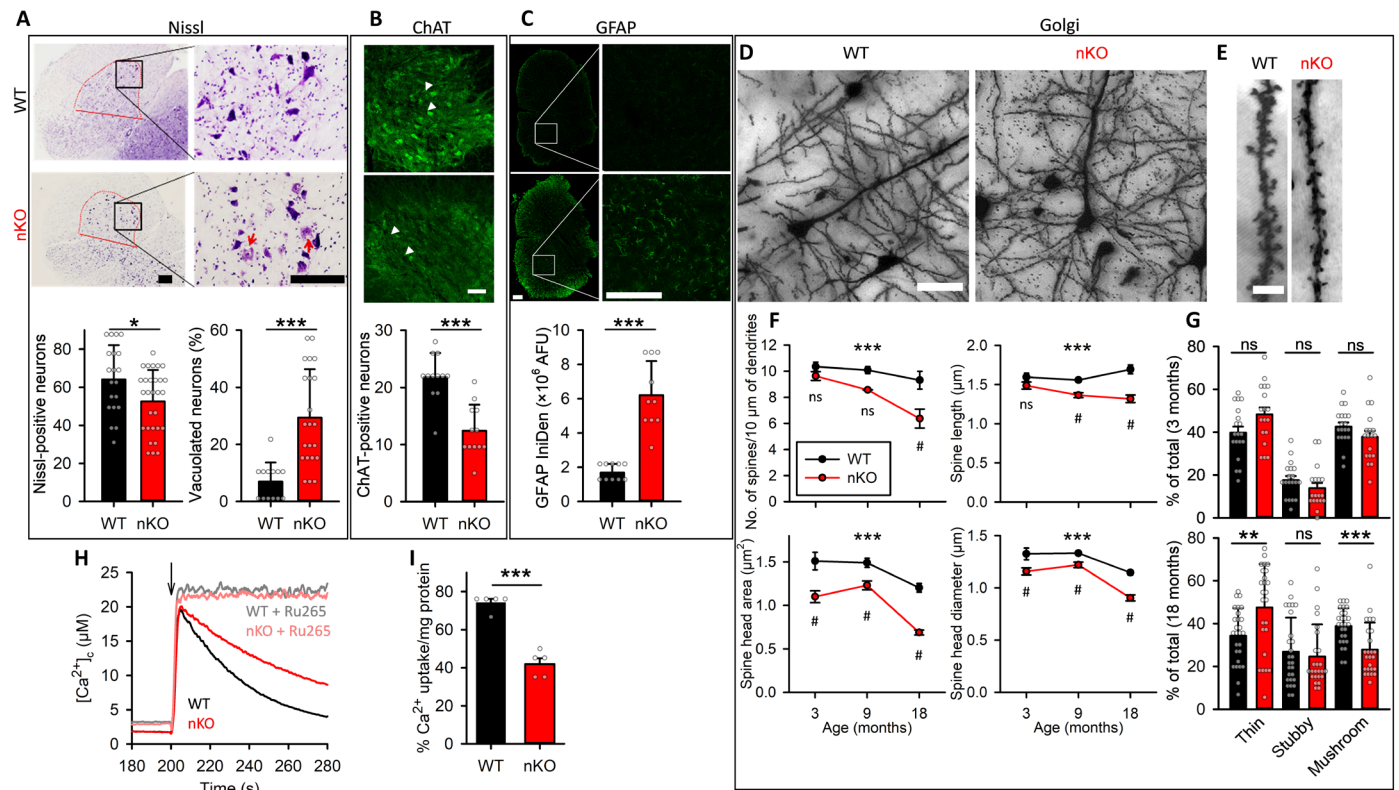 A
Nissl
WT
nKO
Nissl-positive neurons
80
60
40
20
0
*
WT
nKO
Vacuolated neurons (%)
60
40
20
0
***
WT
nKO
B
ChAT
ChAT-positive neurons
30
20
10
0
***
WT
nKO
C
GFAP
GFAP IniDen (×10⁶ AFU)
10
8
6
4
2
0
***
WT
nKO
Golgi
D
WT
nKO
E
WT
nKO
F
No. of spines/10 µm of dendrites
12
10
8
6
4
2
0
***
ns
ns
#
WT
nKO
Spine length (µm)
2.0
1.5
1.0
0.5
0.0
***
ns
#
#
Spine head area (µm²)
2.0
1.5
1.0
0.5
0.0
***
#
#
#
3
9
18
Age (months)
Spine head diameter (µm)
1.5
1.0
0.5
0.0
***
#
#
#
3
9
18
Age (months)
G
% of total (3 months)
80
60
40
20
0
ns
ns
ns
% of total (18 months)
80
60
40
20
0
**
ns
***
Thin
Stubby
Mushroom
H
[Ca²⁺]c (µM)
25
20
15
10
5
0
WT + Ru265
nKO + Ru265
WT
nKO
180
200
220
240
260
280
Time (s)
I
% Ca²⁺ uptake/mg protein
80
60
40
20
0
***
WT
nKO